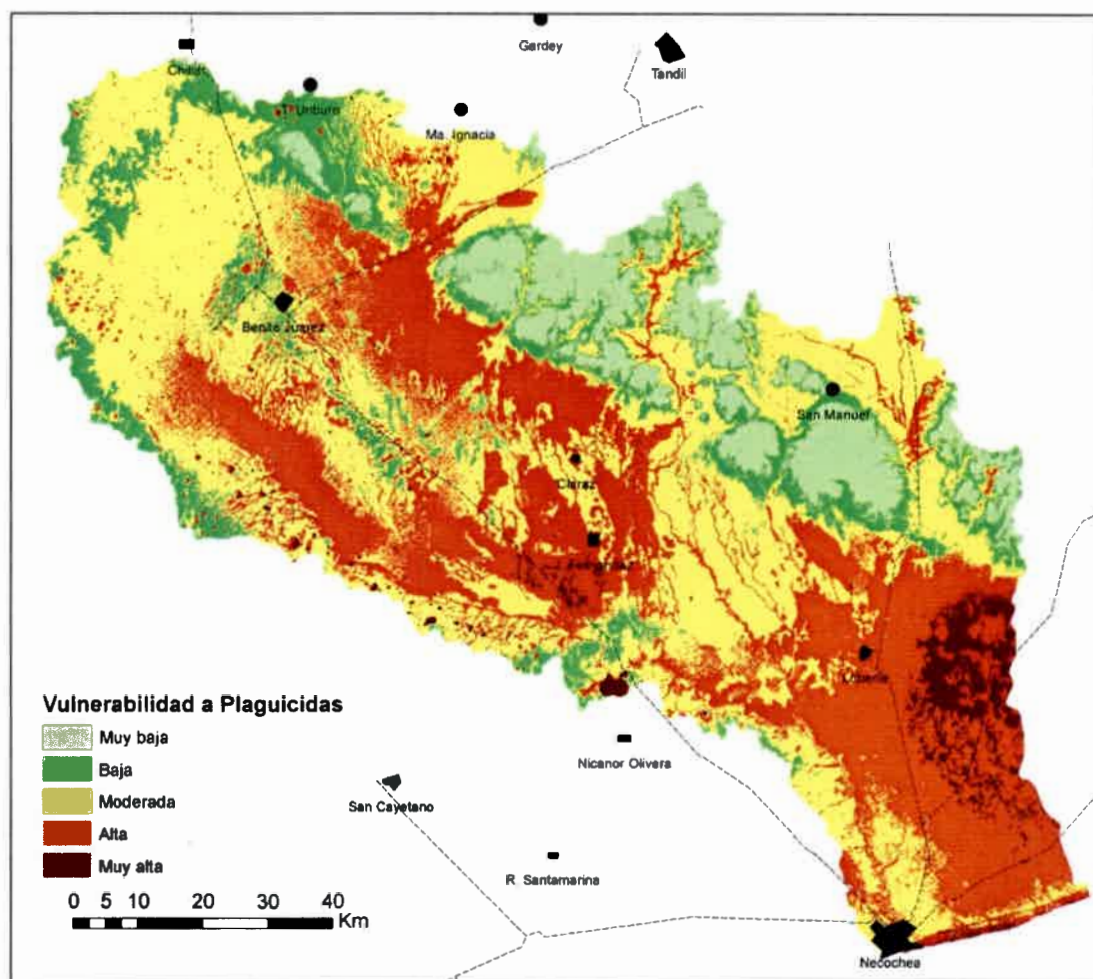 Gardey
Tandil
Chillar
Ma. Ignacia
Benito Juarez
San Manuel
Claraz
Vulnerabilidad a Plaguicidas
Muy baja
Baja
Moderada
Alta
Muy alta
Nicanor Olivera
San Cayetano
R. Santamarina
Necochea
0 5 10 20 30 40
Km